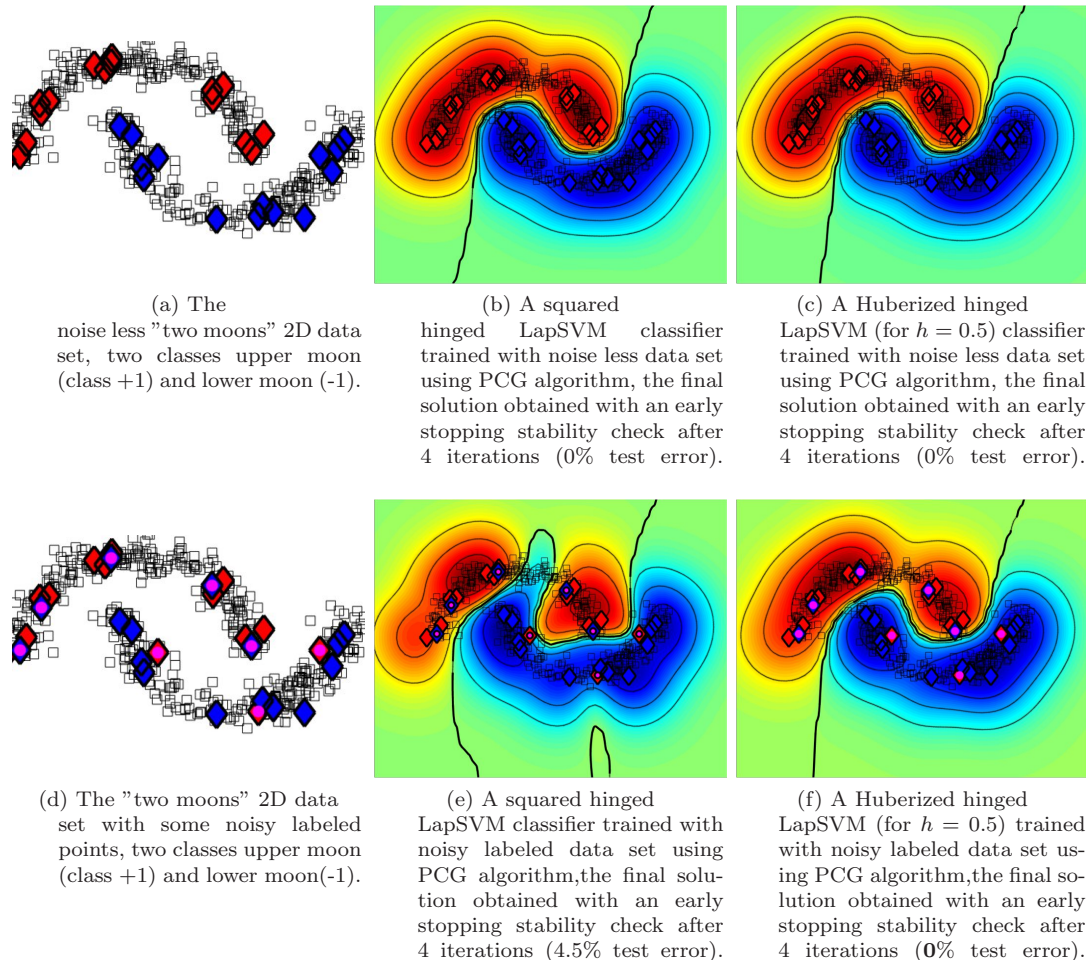 (a) The
noise less "two moons" 2D data
set, two classes upper moon
(class +1) and lower moon (-1).
(b) A squared
hinged LapSVM classifier
trained with noise less data set
using PCG algorithm, the final
solution obtained with an early
stopping stability check after
4 iterations (0% test error).
(c) A Huberized hinged
LapSVM (for h = 0.5) classifier
trained with noise less data set
using PCG algorithm, the final
solution obtained with an early
stopping stability check after
4 iterations (0% test error).
(d) The "two moons" 2D data
set with some noisy labeled
points, two classes upper moon
(class +1) and lower moon(-1).
(e) A squared hinged
LapSVM classifier trained with
noisy labeled data set using
PCG algorithm,the final solu-
tion obtained with an early
stopping stability check after
4 iterations (4.5% test error).
(f) A Huberized hinged
LapSVM (for h = 0.5) trained
with noisy labeled data set us-
ing PCG algorithm,the final so-
lution obtained with an early
stopping stability check after
4 iterations (0% test error).